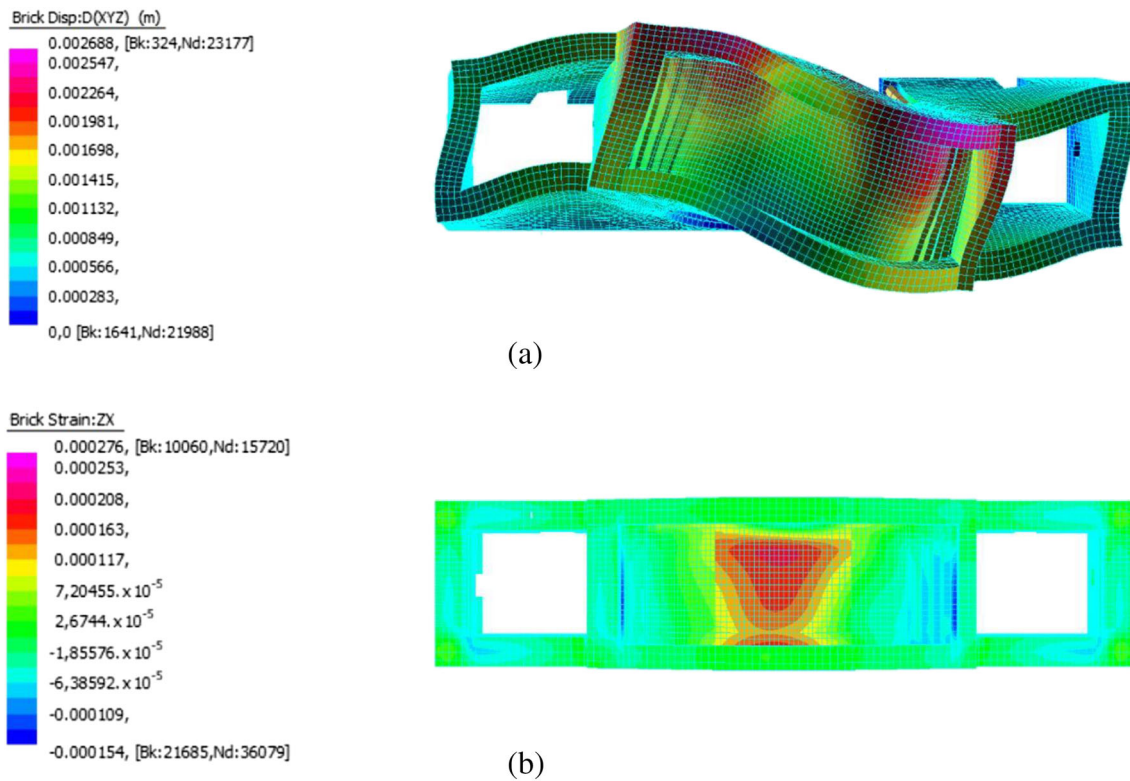 Brick Disp:D(XYZ) (m)
0.002688, [Bk:324,Nd:23177]
0.002547,
0.002264
0.001981
0.001698,
0.001415,
0.001132,
0.000849,
0.000566,
0.000283,
0,0 [Bk:1641,Nd:21988]
(a)
Brick Strain:ZX
0.000276, [Bk:10060,Nd:15720]
0.000253,
0.000208,
0.000163,
0.000117,
7,20455. x 10⁻⁵
2,6744. x 10⁻⁵
-1,85576. x 10⁻⁵
-6,38592. x 10⁻⁵
-0.000109,
-0.000154, [Bk:21685,Nd:36079]
(b)